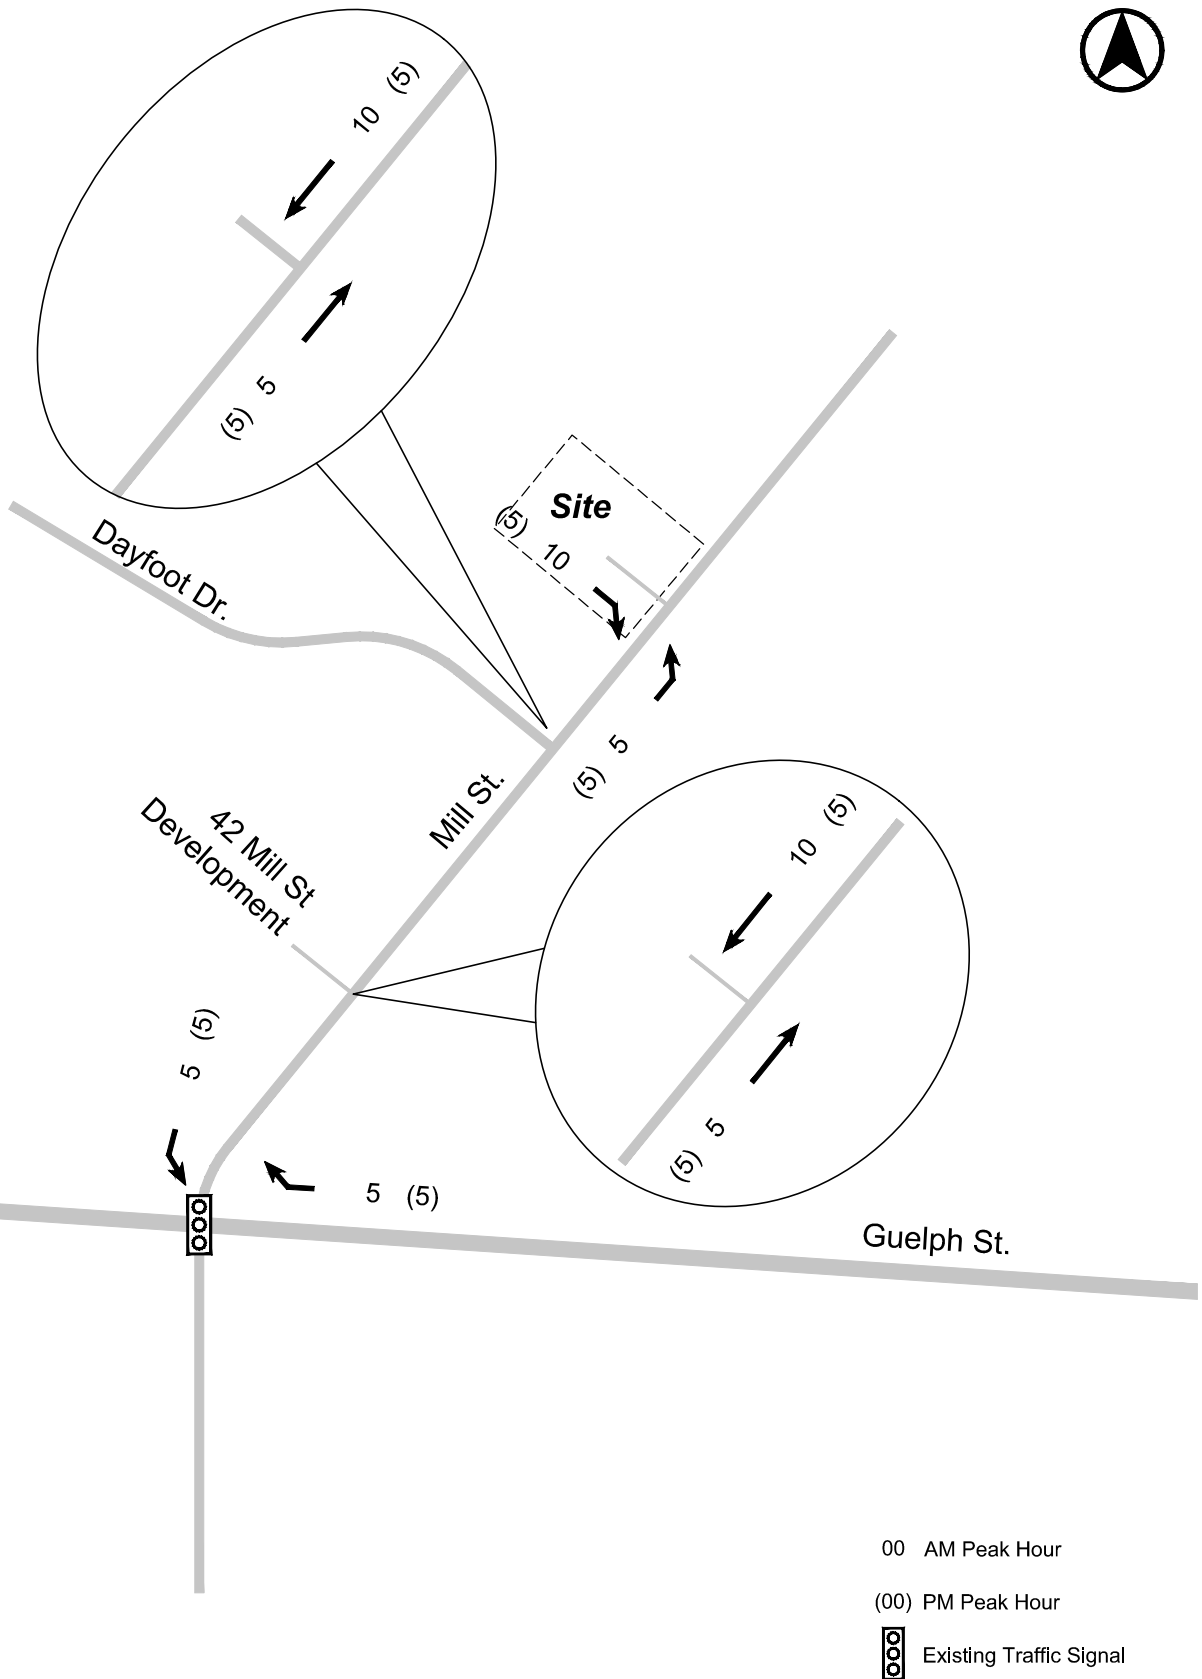 10 (5)
(5) 5
Site
(5) 10
Dayfoot Dr.
(5) 5
Mill St.
42 Mill St
Development
10 (5)
(5) 5
5 (5)
5 (5)
Guelph St.
00 AM Peak Hour
(00) PM Peak Hour
Existing Traffic Signal